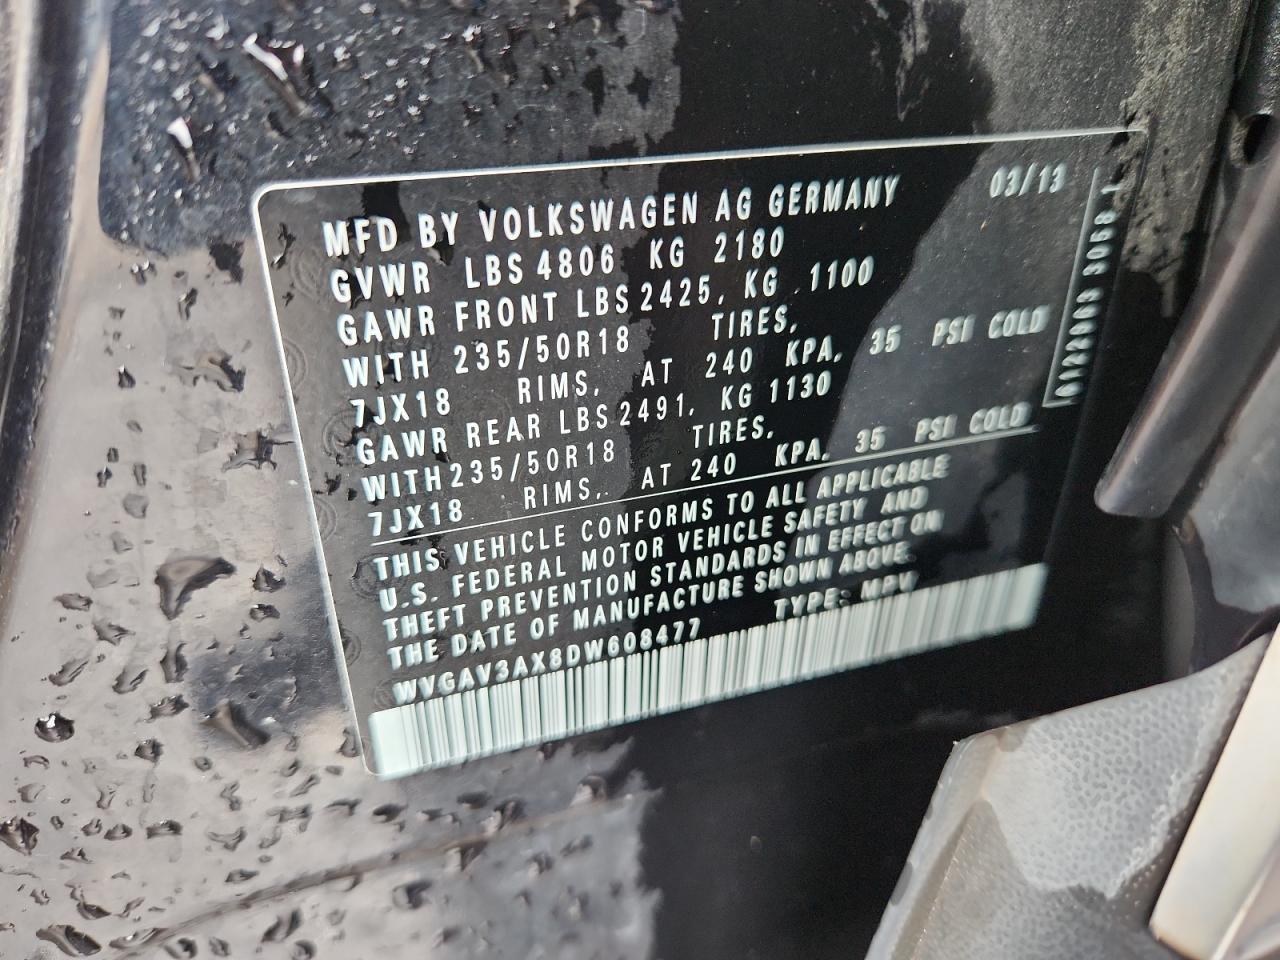 MFD BY VOLKSWAGEN AG GERMANY 03/13
GVWR LBS 4806 KG 2180
GAWR FRONT LBS 2425, KG 1100
WITH 235/50R18 TIRES,
7JX18 RIMS, AT 240 KPA, 35 PSI COLD
GAWR REAR LBS 2491, KG 1130
WITH 235/50R18 TIRES,
7JX18 RIMS, AT 240 KPA, 35 PSI COLD
THIS VEHICLE CONFORMS TO ALL APPLICABLE
U.S. FEDERAL MOTOR VEHICLE SAFETY AND
THEFT PREVENTION STANDARDS IN EFFECT ON
THE DATE OF MANUFACTURE SHOWN ABOVE.
WVGAV3AX8DW608477 TYPE: MPV